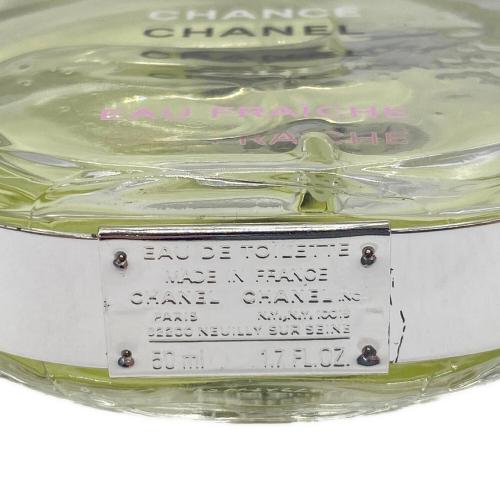 CHANCE
CHANEL
EAU FRAÎCHE
EAU DE TOILETTE
MADE IN FRANCE
CHANEL CHANEL INC
PARIS N.Y.,N.Y. 10019
92200 NEUILLY SUR SEINE
50 ml 1.7 FL.OZ.